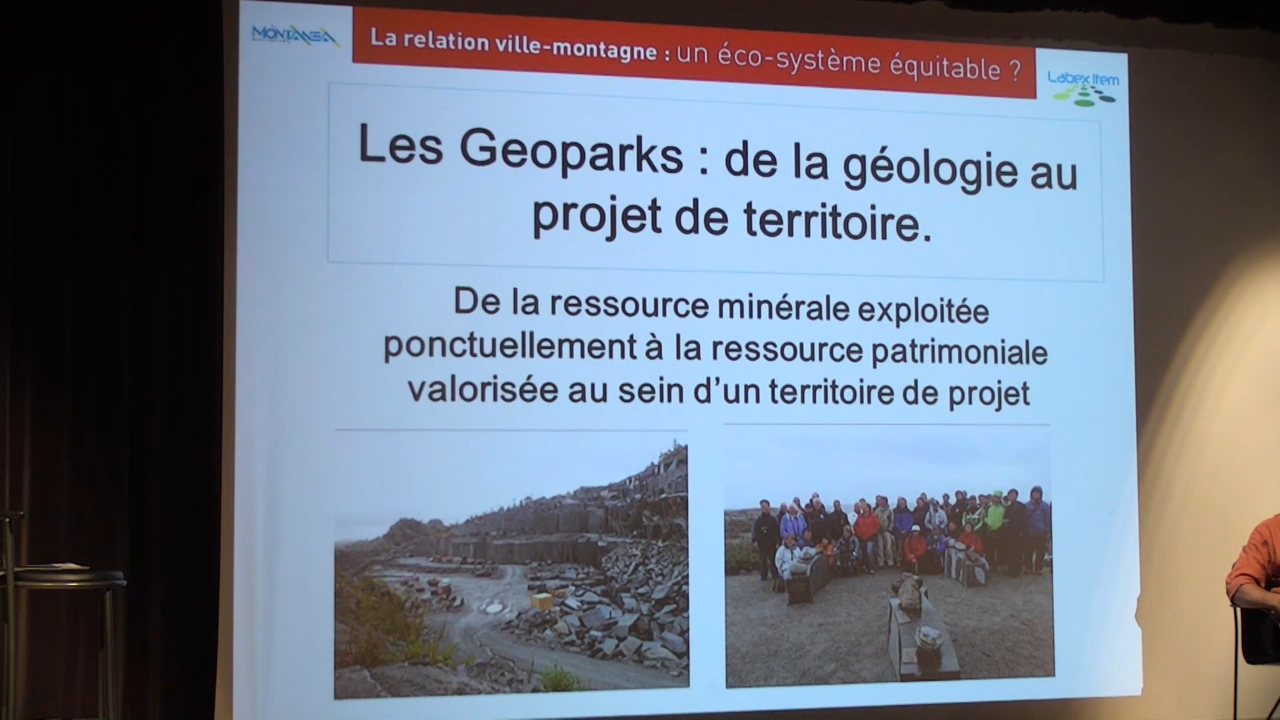 MONTANEA
La relation ville-montagne : un éco-système équitable ?
Labex Item
Les Geoparks : de la géologie au
projet de territoire.
De la ressource minérale exploitée
ponctuellement à la ressource patrimoniale
valorisée au sein d'un territoire de projet